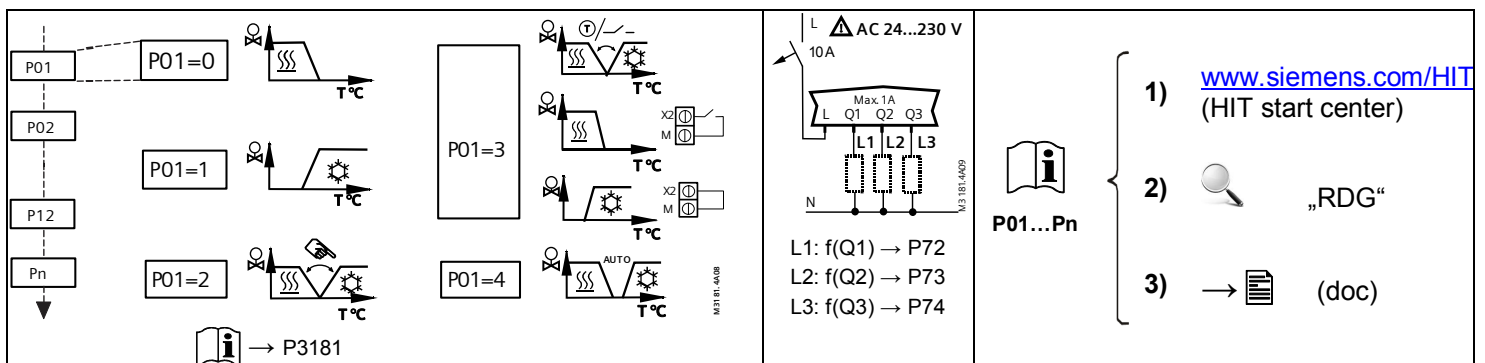 P01
P02
P12
Pn
P01=0
T°C
P01=1
T°C
P01=2
T°C
→ P3181
P01=3
T
T°C
X2
M
T°C
X2
M
T°C
P01=4
AUTO
T°C
M3181.4A08
L
AC 24...230 V
10 A
Max. 1A
L Q1 Q2 Q3
L1 L2 L3
N
M3181.4A09
L1: f(Q1) → P72
L2: f(Q2) → P73
L3: f(Q3) → P74
i
P01…Pn
1) www.siemens.com/HIT
(HIT start center)
2) „RDG“
3) → (doc)